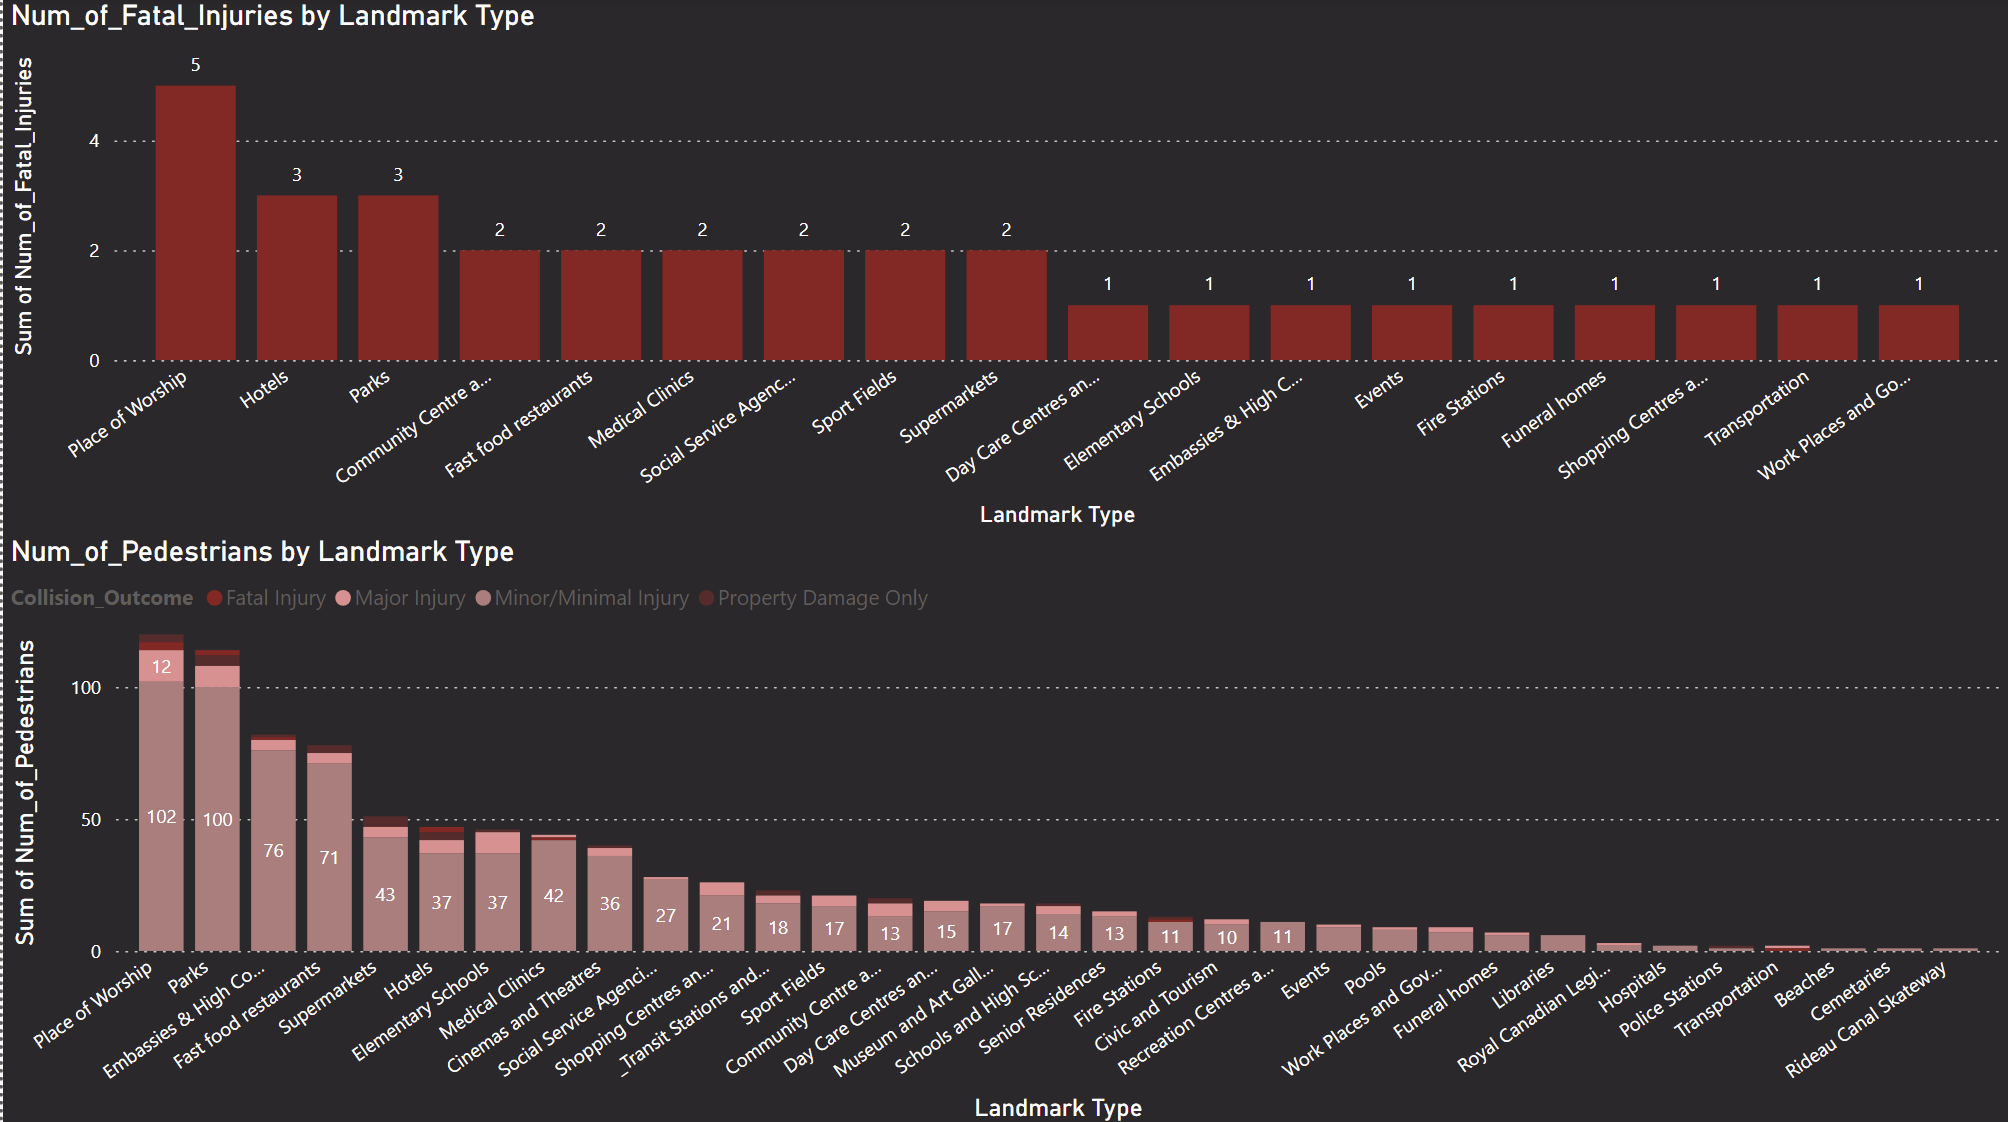 Num_of_Fatal_Injuries by Landmark Type
Sum of Num_of_Fatal_Injuries
4
2
0
5
3
3
2
2
2
2
2
2
1
1
1
1
1
1
1
1
1
Place of Worship
Hotels
Parks
Community Centre a...
Fast food restaurants
Medical Clinics
Social Service Agenc...
Sport Fields
Supermarkets
Day Care Centres an...
Elementary Schools
Embassies & High C...
Events
Fire Stations
Funeral homes
Shopping Centres a...
Transportation
Work Places and Go...
Landmark Type
Num_of_Pedestrians by Landmark Type
Collision_Outcome Fatal Injury Major Injury Minor/Minimal Injury Property Damage Only
Sum of Num_of_Pedestrians
100
50
0
12
102
100
76
71
43
37
37
42
36
27
21
18
17
13
15
17
14
13
11
10
11
Place of Worship
Parks
Embassies & High Co...
Fast food restaurants
Supermarkets
Hotels
Elementary Schools
Medical Clinics
Cinemas and Theatres
Social Service Agenci...
Shopping Centres an...
_Transit Stations and...
Sport Fields
Community Centre a...
Day Care Centres an...
Museum and Art Gall...
Schools and High Sc...
Senior Residences
Fire Stations
Civic and Tourism
Recreation Centres a...
Events
Pools
Work Places and Gov...
Funeral homes
Libraries
Royal Canadian Legi...
Hospitals
Police Stations
Transportation
Beaches
Cemetaries
Rideau Canal Skateway
Landmark Type